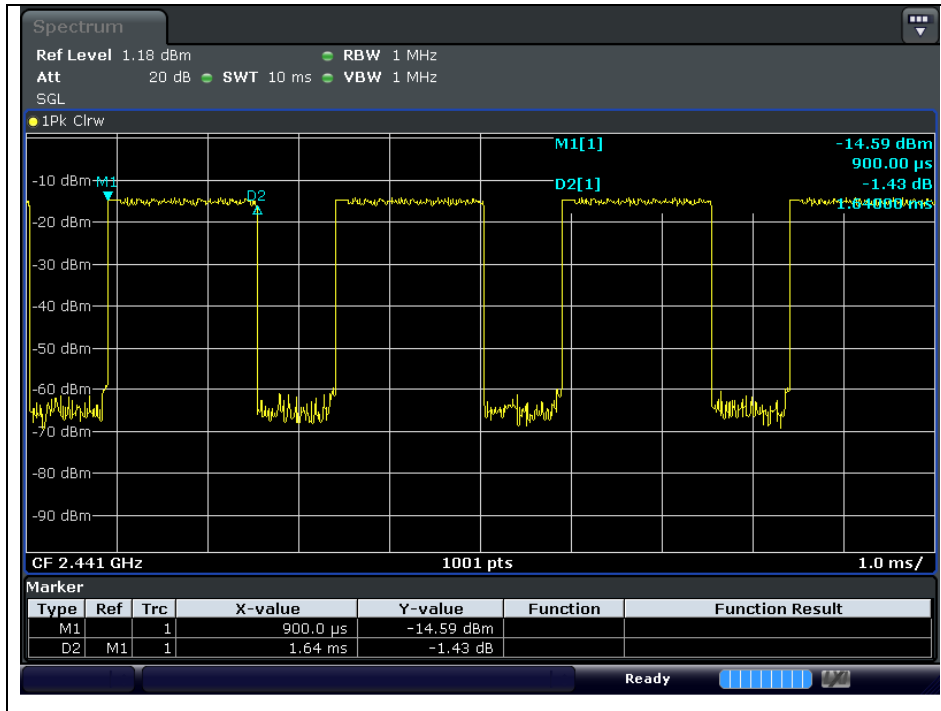 Spectrum
Ref Level 1.18 dBm RBW 1 MHz
Att 20 dB SWT 10 ms VBW 1 MHz
SGL
1Pk Clrw
M1[1] -14.59 dBm
900.00 µs
D2[1] -1.43 dB
1.64000 ms
M1
D2
-10 dBm
-20 dBm
-30 dBm
-40 dBm
-50 dBm
-60 dBm
-70 dBm
-80 dBm
-90 dBm
CF 2.441 GHz 1001 pts 1.0 ms/
Marker
Type Ref Trc X-value Y-value Function Function Result
M1 1 900.0 µs -14.59 dBm
D2 M1 1 1.64 ms -1.43 dB
Ready